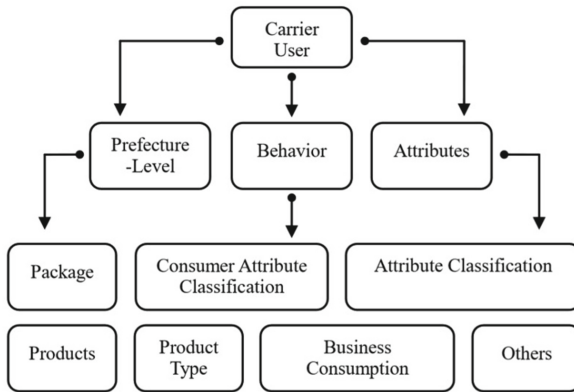 Carrier
User
Prefecture
-Level
Behavior
Attributes
Package
Consumer Attribute
Classification
Attribute Classification
Products
Product
Type
Business
Consumption
Others